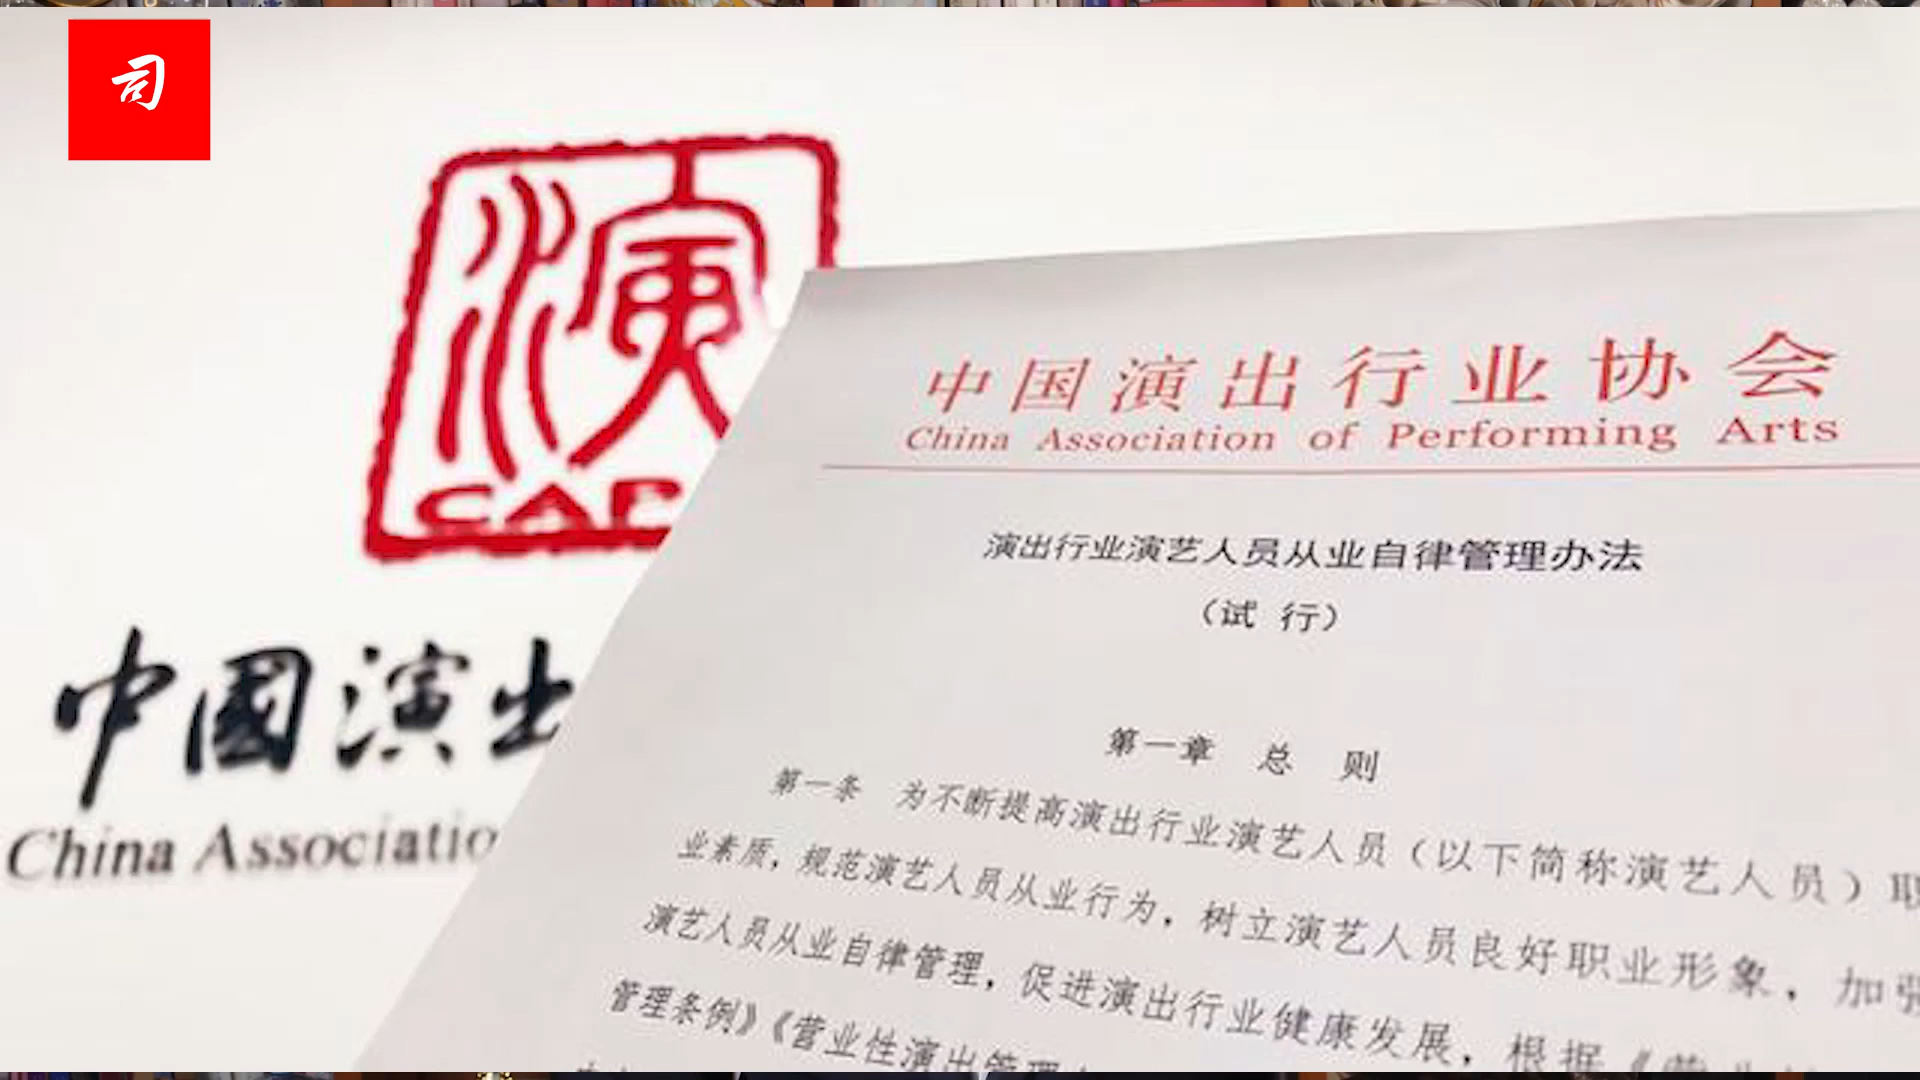 司
演
CAP
中國演出
China Associatio
中国演出行业协会
China Association of Performing Arts
演出行业演艺人员从业自律管理办法
（试 行）
第一章 总 则
第一条 为不断提高演出行业演艺人员（以下简称演艺人员）职
业素质，规范演艺人员从业行为，树立演艺人员良好职业形象，加强
演艺人员从业自律管理，促进演出行业健康发展，根据《营业
管理条例》《营业性演出管理